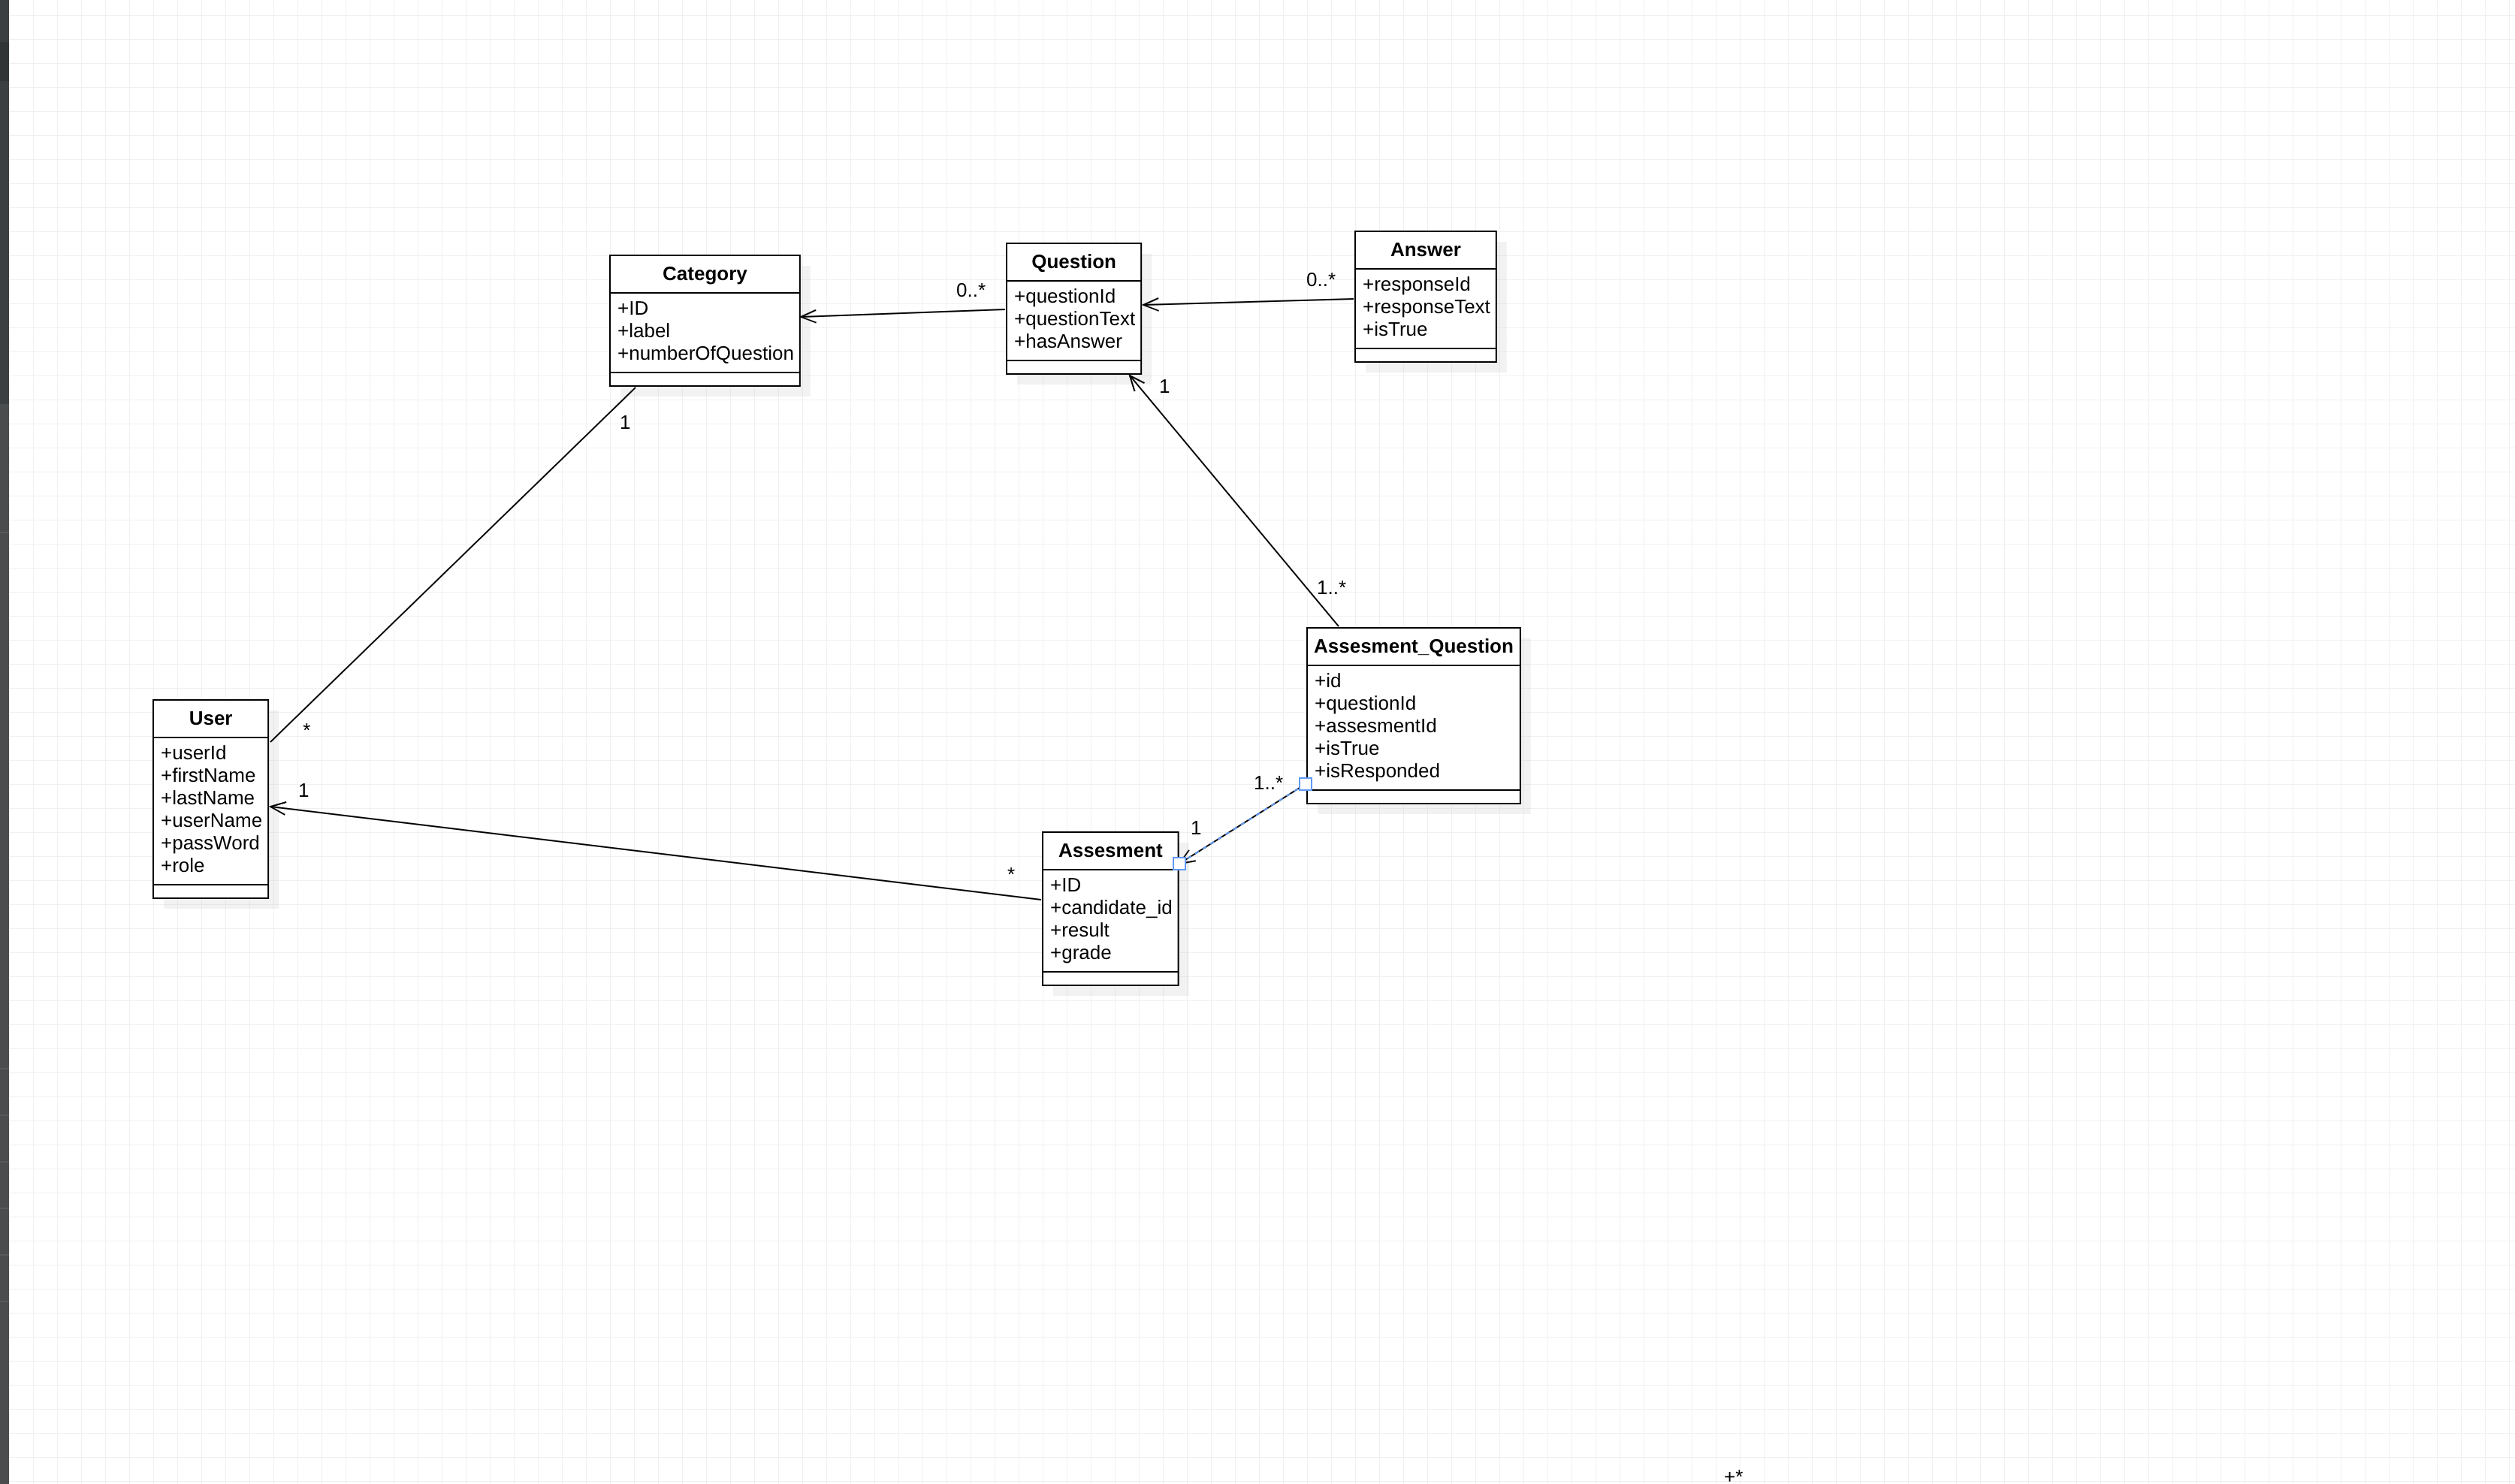 Category
+ID
+label
+numberOfQuestion
0..*
Question
+questionId
+questionText
+hasAnswer
0..*
Answer
+responseId
+responseText
+isTrue
1
1
1..*
Assesment_Question
+id
+questionId
+assesmentId
+isTrue
+isResponded
User
+userId
+firstName
+lastName
+userName
+passWord
+role
*
1
1..*
1
*
Assesment
+ID
+candidate_id
+result
+grade
+*